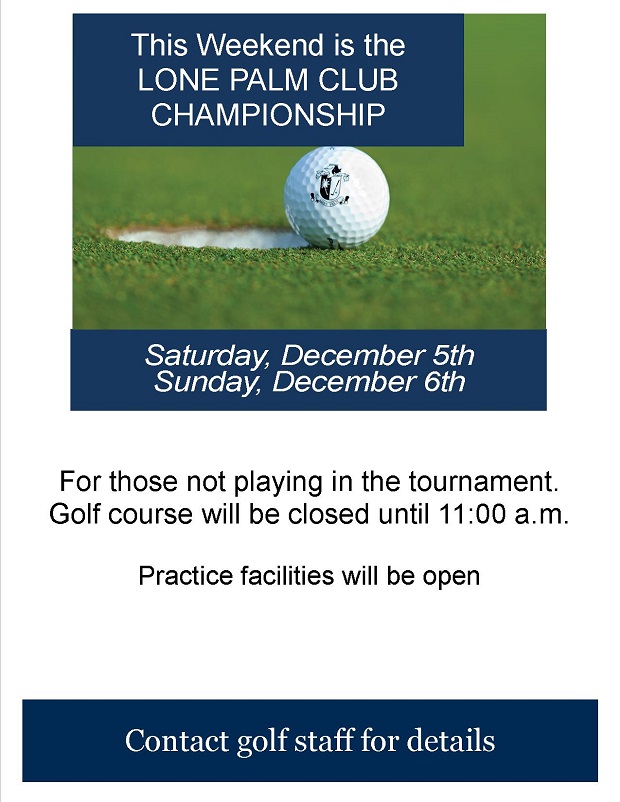 This Weekend is the
LONE PALM CLUB
CHAMPIONSHIP
Saturday, December 5th
Sunday, December 6th
For those not playing in the tournament.
Golf course will be closed until 11:00 a.m.
Practice facilities will be open
Contact golf staff for details